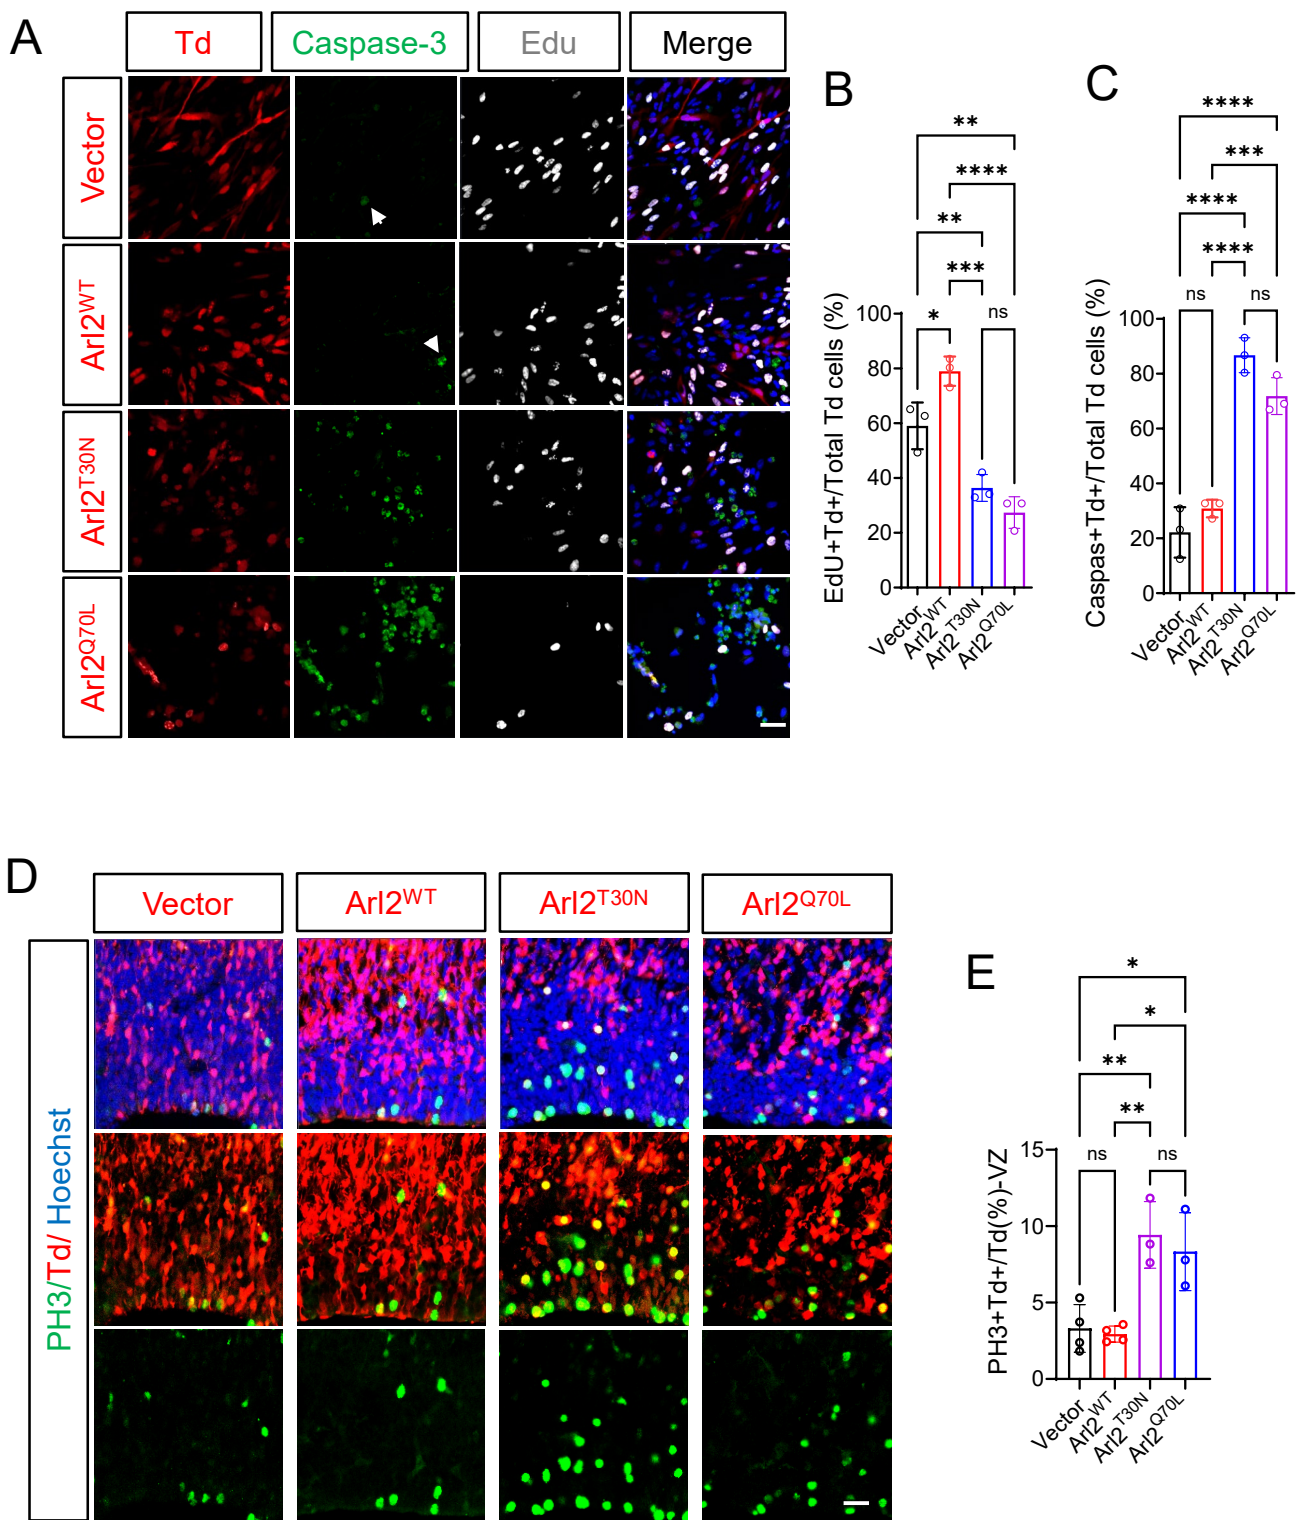 A
Td
Caspase-3
Edu
Merge
Vector
Arl2WT
Arl2T30N
Arl2Q70L
B
**
****
**
***
*
ns
EdU+Td+/Total Td cells (%)
100
80
60
40
20
0
Vector
Arl2WT
Arl2T30N
Arl2Q70L
C
****
***
****
****
ns
ns
Caspas+Td+/Total Td cells (%)
100
80
60
40
20
0
Vector
Arl2WT
Arl2T30N
Arl2Q70L
D
Vector
Arl2WT
Arl2T30N
Arl2Q70L
PH3/Td/ Hoechst
E
*
*
**
**
ns
ns
PH3+Td+/Td(%)-VZ
15
10
5
0
Vector
Arl2WT
Arl2T30N
Arl2Q70L